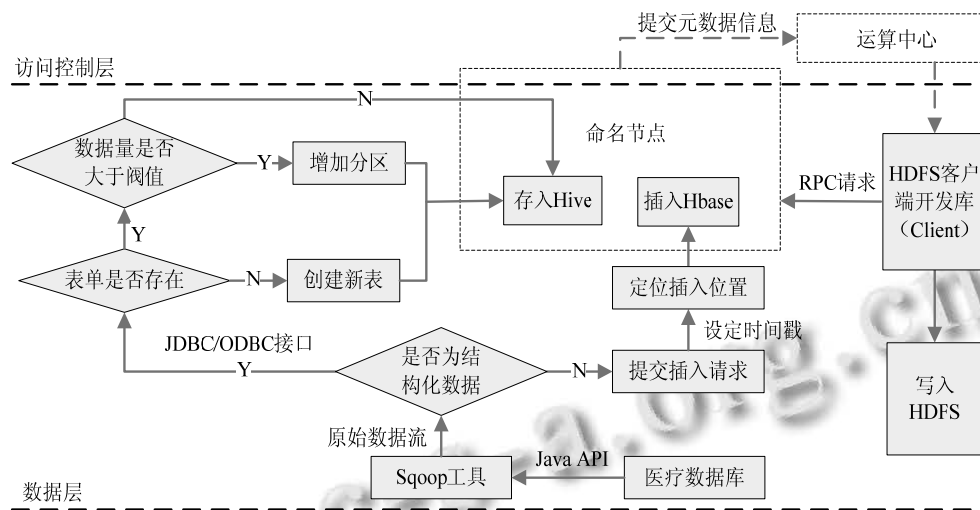 提交元数据信息
运算中心
访问控制层
N
数据量是否
大于阀值
Y
增加分区
命名节点
存入Hive
插入Hbase
RPC请求
HDFS客户
端开发库
（Client）
Y
表单是否存在
N
创建新表
定位插入位置
JDBC/ODBC接口
Y
设定时间戳
是否为结
构化数据
N
提交插入请求
写入
HDFS
原始数据流
Sqoop工具
Java API
医疗数据库
数据层